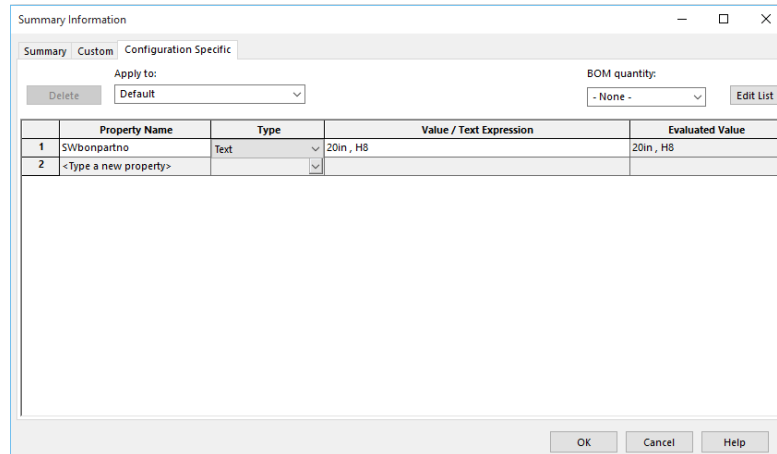 Summary Information
Summary Custom Configuration Specific
Apply to:
BOM quantity:
Delete Default - None - Edit List
Property Name Type Value / Text Expression Evaluated Value
1 SWbonpartno Text 20in , H8 20in , H8
2 <Type a new property>
OK Cancel Help